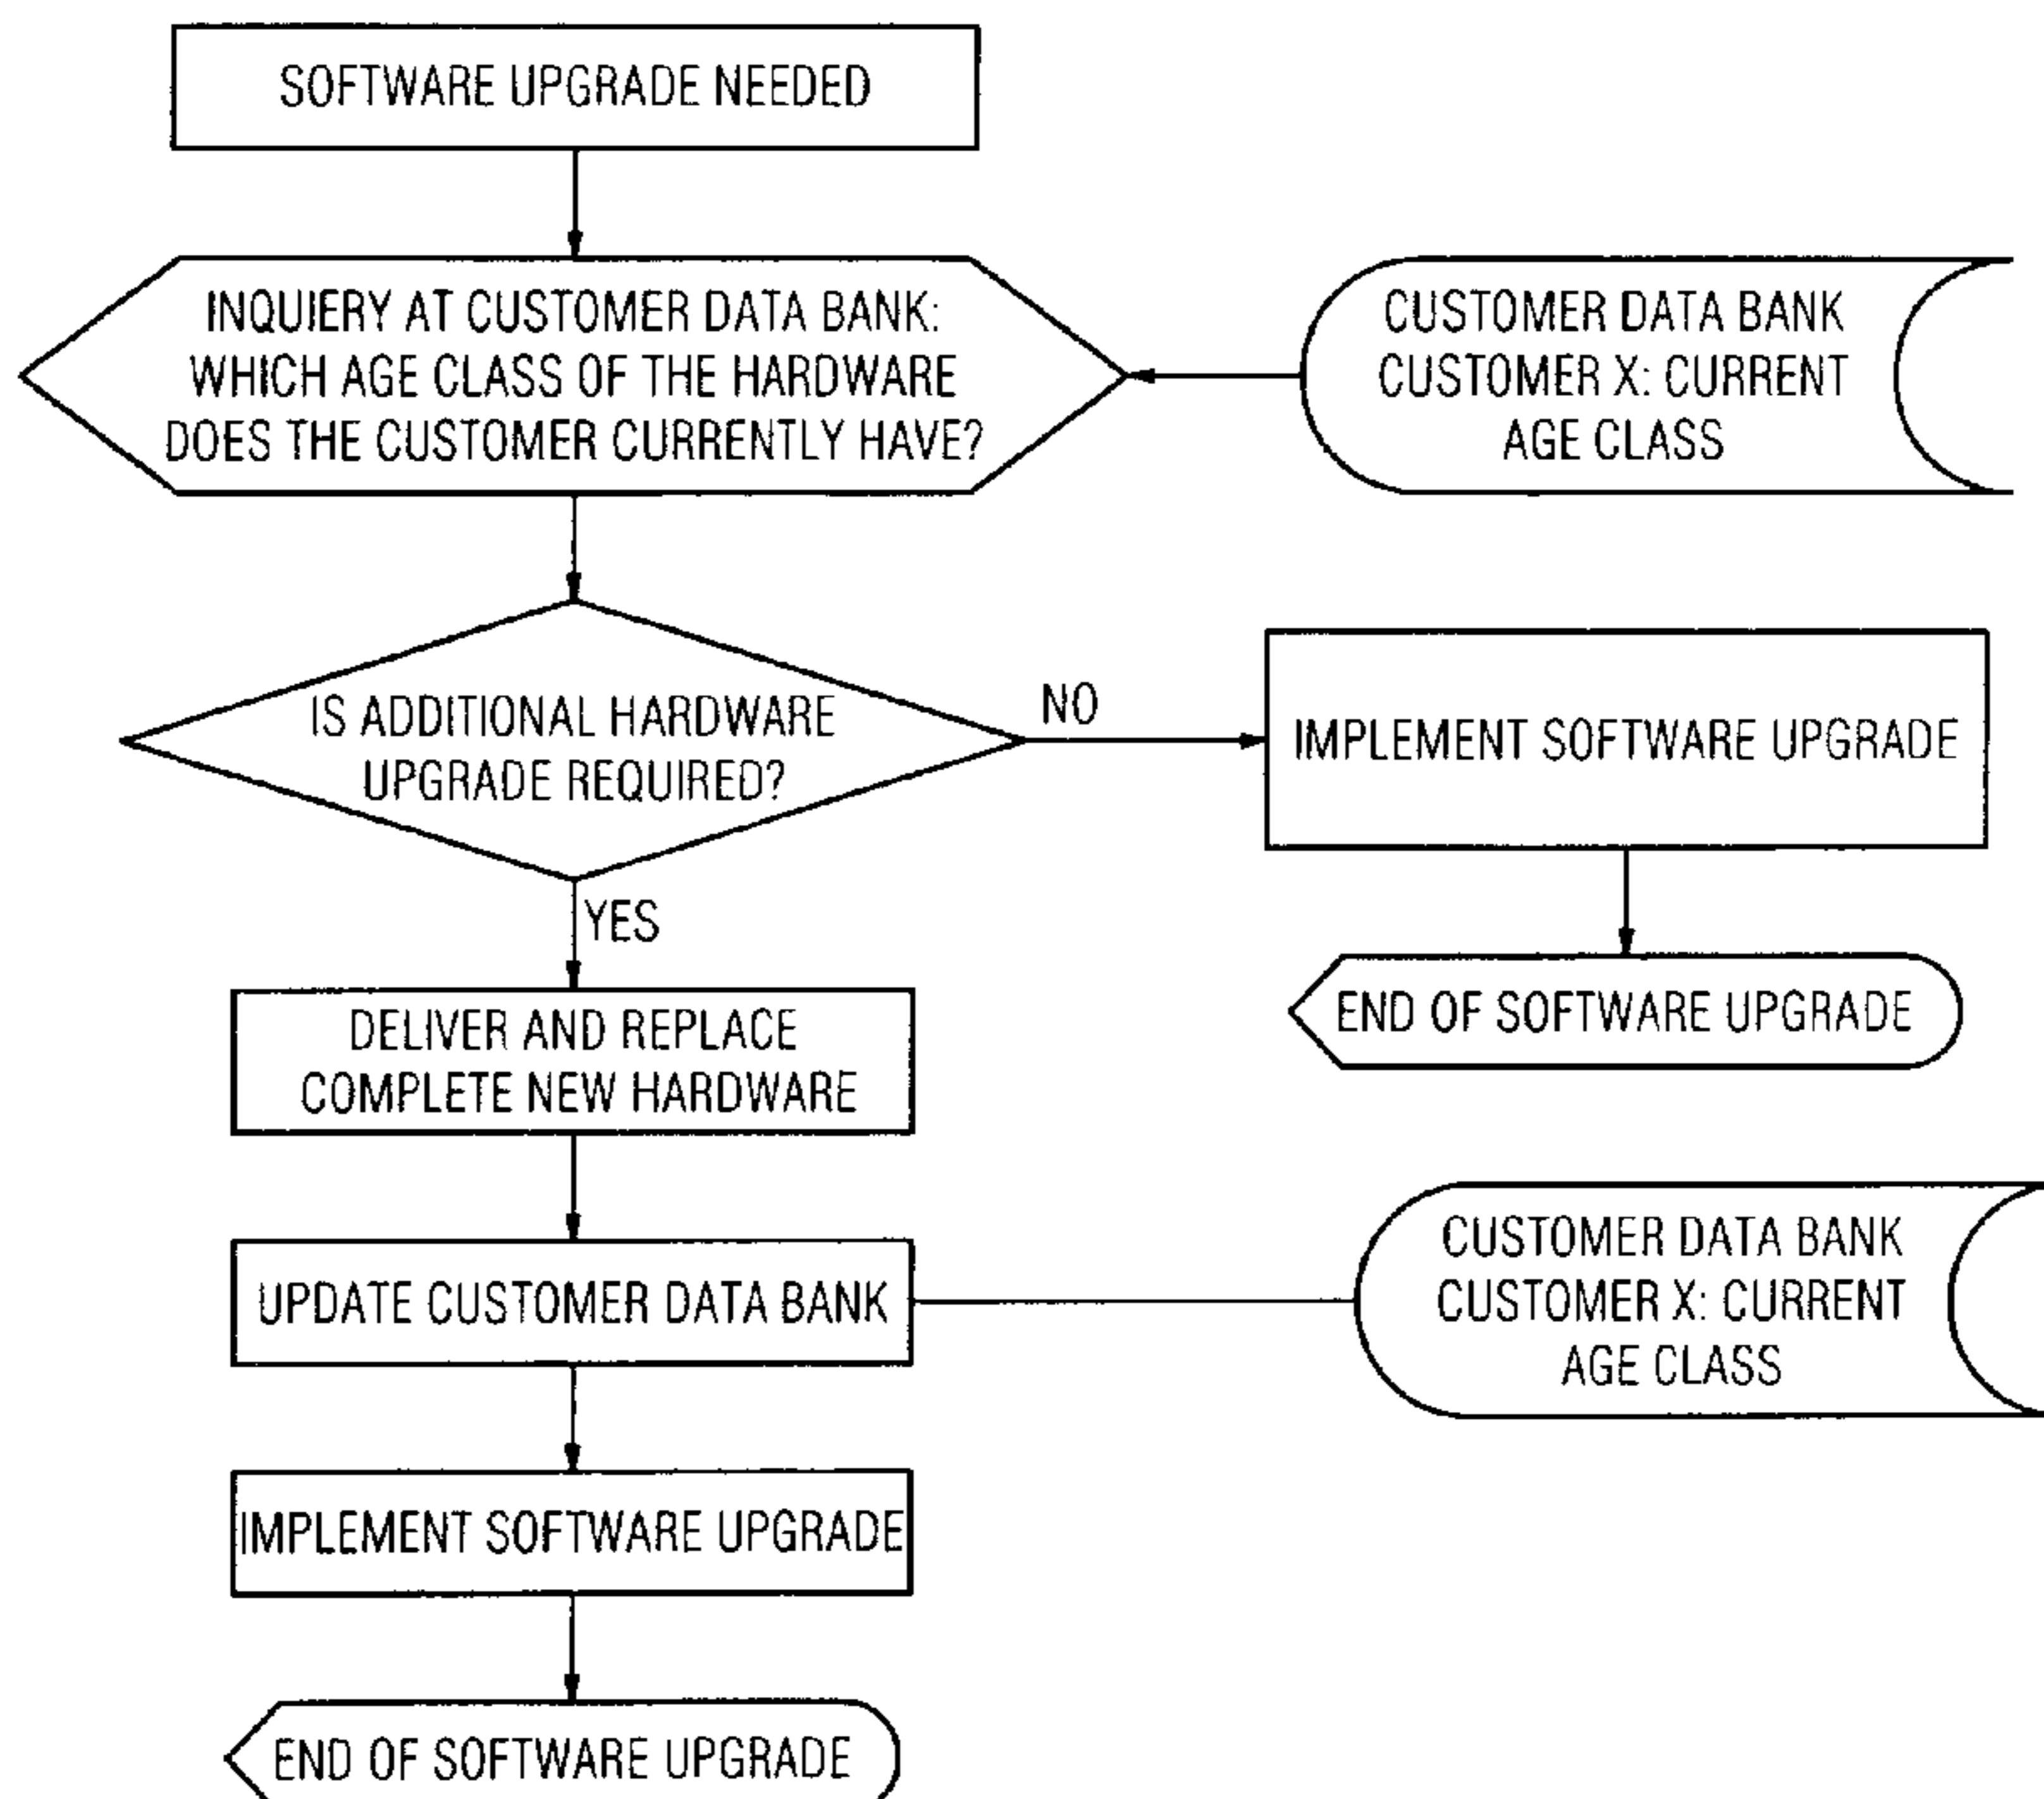 SOFTWARE UPGRADE NEEDED
INQUIERY AT CUSTOMER DATA BANK:
WHICH AGE CLASS OF THE HARDWARE
DOES THE CUSTOMER CURRENTLY HAVE?
CUSTOMER DATA BANK
CUSTOMER X: CURRENT
AGE CLASS
IS ADDITIONAL HARDWARE
UPGRADE REQUIRED?
NO
IMPLEMENT SOFTWARE UPGRADE
YES
END OF SOFTWARE UPGRADE
DELIVER AND REPLACE
COMPLETE NEW HARDWARE
UPDATE CUSTOMER DATA BANK
CUSTOMER DATA BANK
CUSTOMER X: CURRENT
AGE CLASS
IMPLEMENT SOFTWARE UPGRADE
END OF SOFTWARE UPGRADE